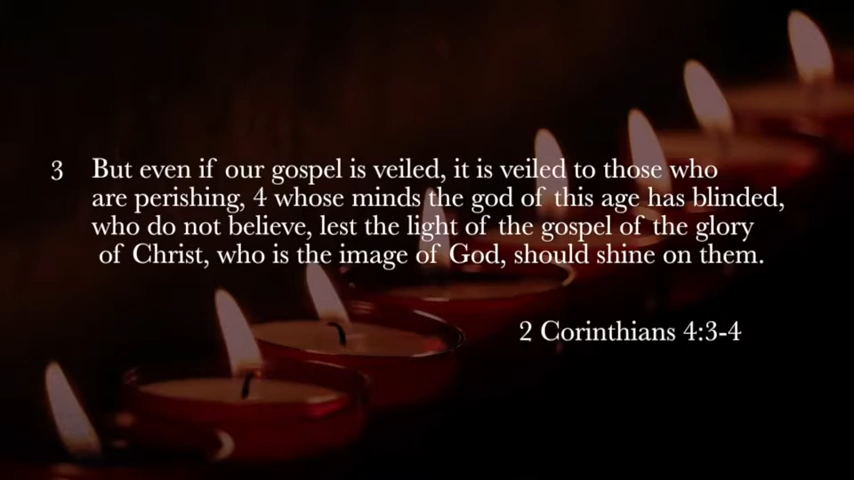 3 But even if our gospel is veiled, it is veiled to those who
are perishing, 4 whose minds the god of this age has blinded,
who do not believe, lest the light of the gospel of the glory
of Christ, who is the image of God, should shine on them.
2 Corinthians 4:3-4